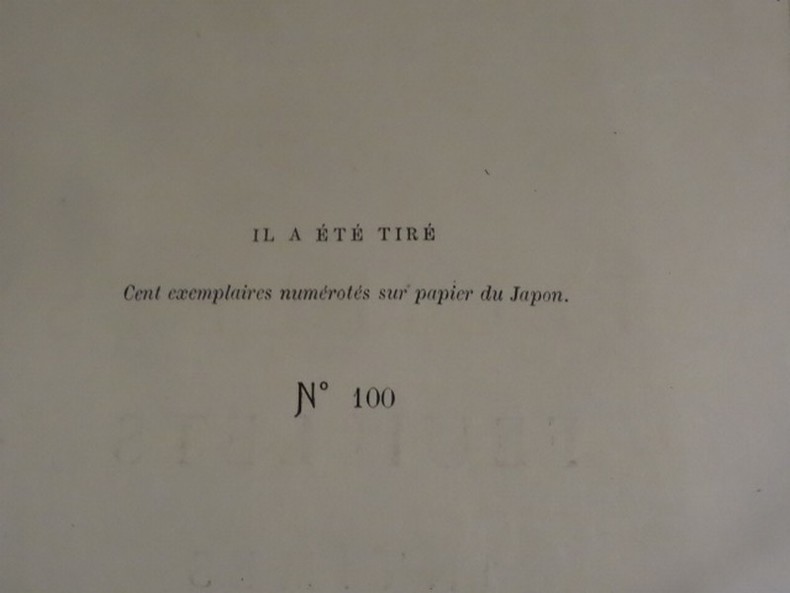 IL A ÉTÉ TIRÉ
Cent exemplaires numérotés sur papier du Japon.
N° 100